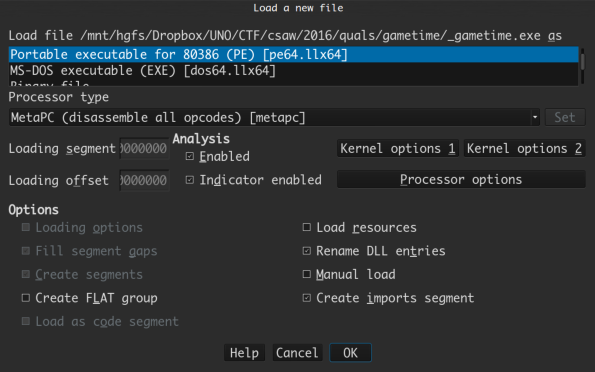 Load a new file
Load file /mnt/hgfs/Dropbox/UNO/CTF/csaw/2016/quals/gametime/_gametime.exe as
Portable executable for 80386 (PE) [pe64.llx64]
MS-DOS executable (EXE) [dos64.llx64]
Binary file
Processor type
MetaPC (disassemble all opcodes) [metapc]
Set
Analysis
Loading segment 0000000
Enabled
Kernel options 1
Kernel options 2
Loading offset 0000000
Indicator enabled
Processor options
Options
Loading options
Load resources
Fill segment gaps
Rename DLL entries
Create segments
Manual load
Create FLAT group
Create imports segment
Load as code segment
Help
Cancel
OK